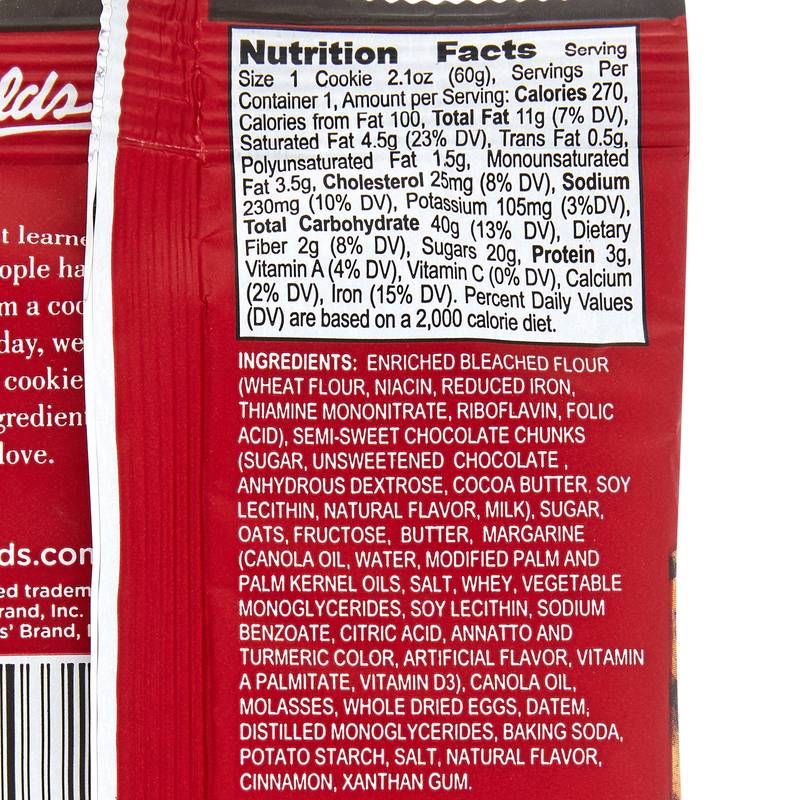 lds
t learne
ople ha
m a coo
day, we
cookie
gredient
love.
ds.com
ed tradem
rand, Inc.
s' Brand, I
Nutrition Facts Serving
Size 1 Cookie 2.1oz (60g), Servings Per
Container 1, Amount per Serving: Calories 270,
Calories from Fat 100, Total Fat 11g (7% DV),
Saturated Fat 4.5g (23% DV), Trans Fat 0.5g,
Polyunsaturated Fat 1.5g, Monounsaturated
Fat 3.5g, Cholesterol 25mg (8% DV), Sodium
230mg (10% DV), Potassium 105mg (3%DV),
Total Carbohydrate 40g (13% DV), Dietary
Fiber 2g (8% DV), Sugars 20g, Protein 3g,
Vitamin A (4% DV), Vitamin C (0% DV), Calcium
(2% DV), Iron (15% DV). Percent Daily Values
(DV) are based on a 2,000 calorie diet.
INGREDIENTS: ENRICHED BLEACHED FLOUR
(WHEAT FLOUR, NIACIN, REDUCED IRON,
THIAMINE MONONITRATE, RIBOFLAVIN, FOLIC
ACID), SEMI-SWEET CHOCOLATE CHUNKS
(SUGAR, UNSWEETENED CHOCOLATE ,
ANHYDROUS DEXTROSE, COCOA BUTTER, SOY
LECITHIN, NATURAL FLAVOR, MILK), SUGAR,
OATS, FRUCTOSE, BUTTER, MARGARINE
(CANOLA OIL, WATER, MODIFIED PALM AND
PALM KERNEL OILS, SALT, WHEY, VEGETABLE
MONOGLYCERIDES, SOY LECITHIN, SODIUM
BENZOATE, CITRIC ACID, ANNATTO AND
TURMERIC COLOR, ARTIFICIAL FLAVOR, VITAMIN
A PALMITATE, VITAMIN D3), CANOLA OIL,
MOLASSES, WHOLE DRIED EGGS, DATEM,
DISTILLED MONOGLYCERIDES, BAKING SODA,
POTATO STARCH, SALT, NATURAL FLAVOR,
CINNAMON, XANTHAN GUM.